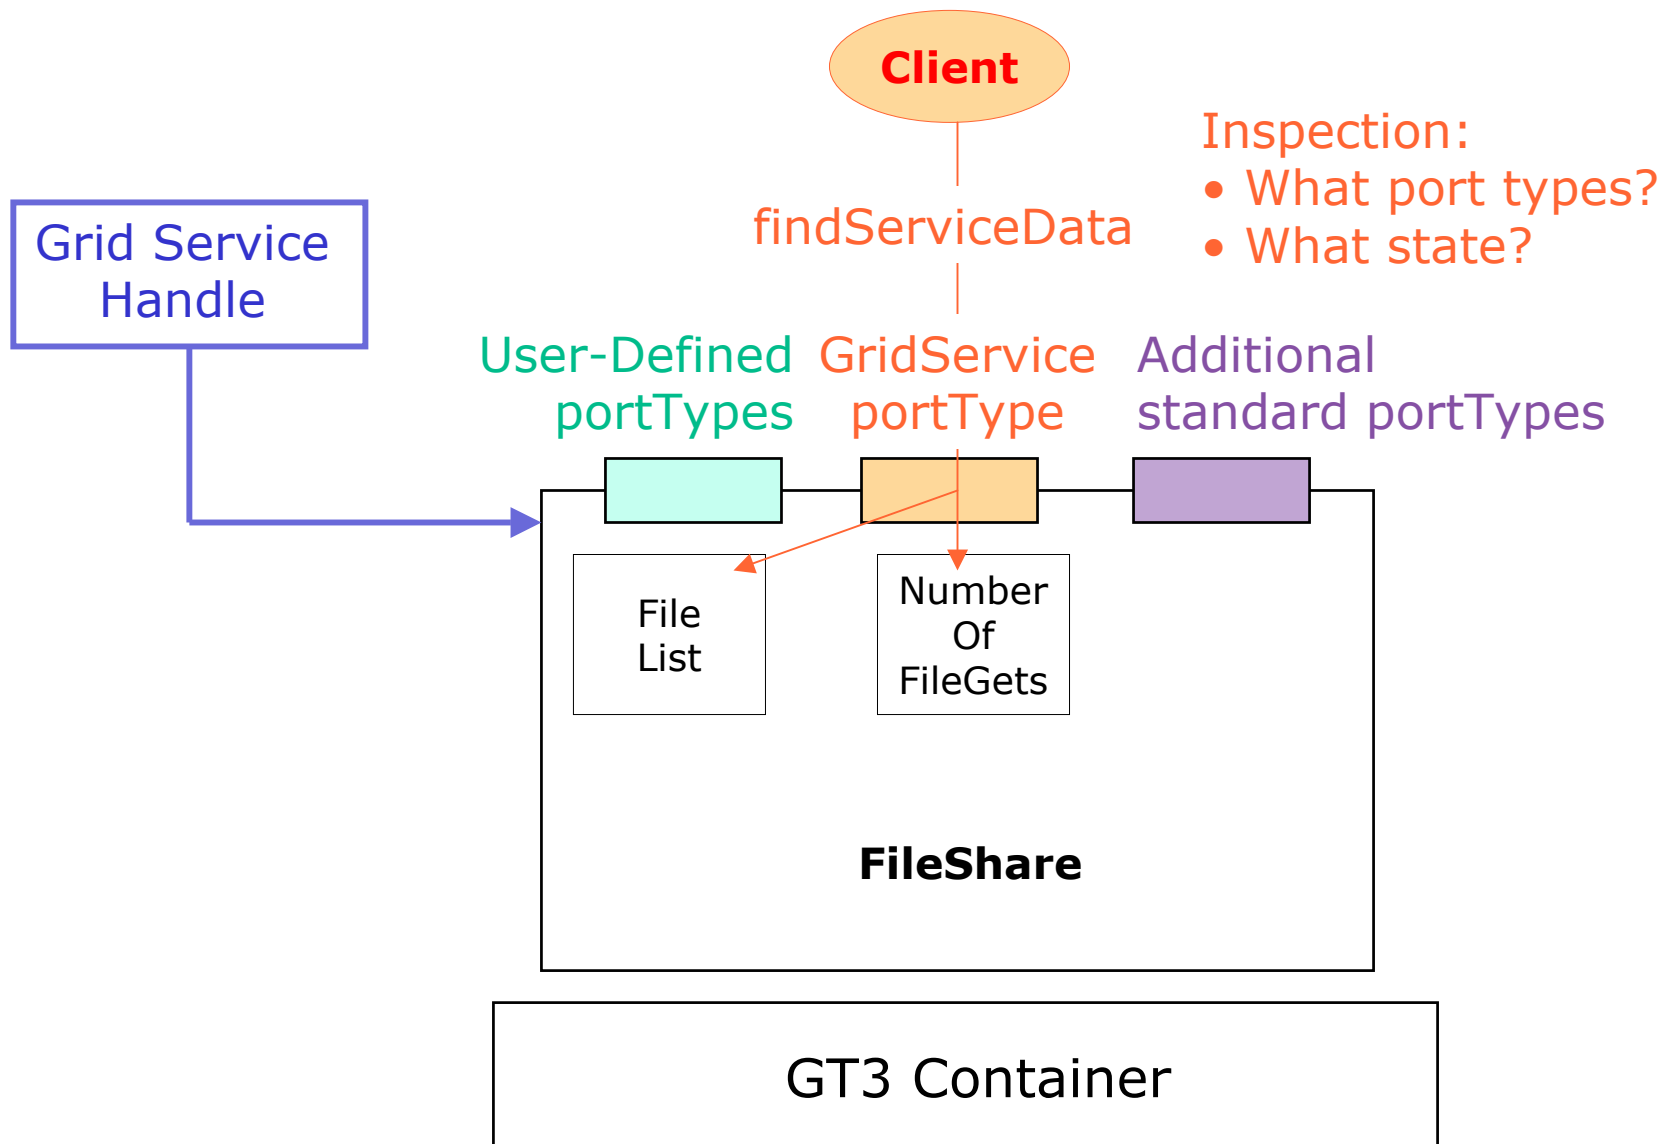 Client
Inspection:
• What port types?
• What state?
findServiceData
Grid Service
Handle
User-Defined
portTypes
GridService
portType
Additional
standard portTypes
File
List
Number
Of
FileGets
FileShare
GT3 Container